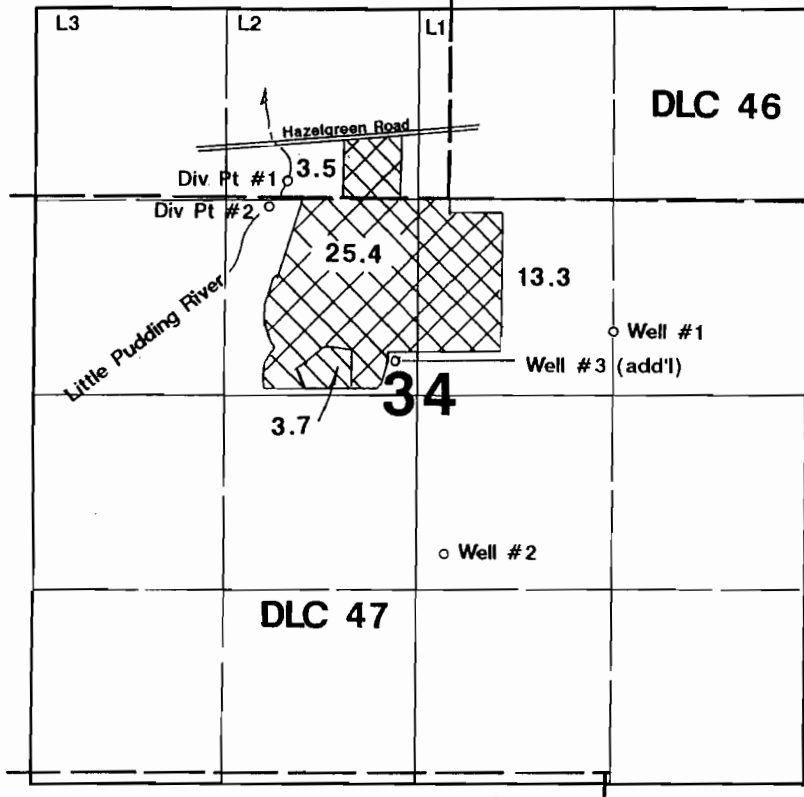 L3
L2
L1
DLC 46
Hazelgreen Road
3.5
Div. Pt #1
Div Pt #2
25.4
13.3
Little Pudding River
Well #1
Well #3 (add'l)
34
3.7
Well #2
DLC 47